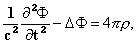 1/c² ∂²Φ/∂t² − ΔΦ = 4πρ,